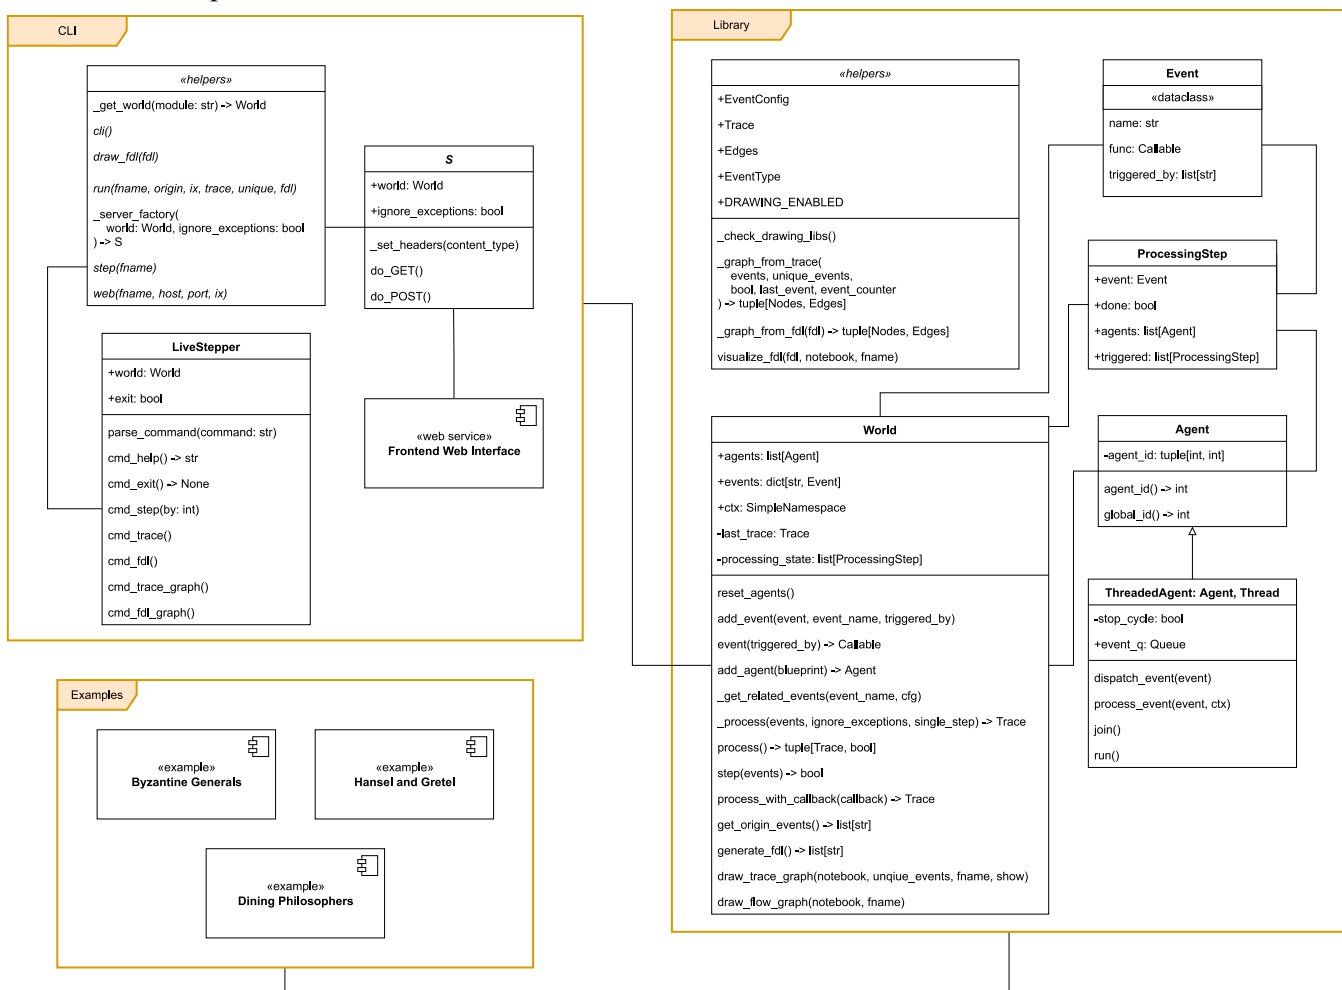 CLI
«helpers»
_get_world(module: str) -> World
cli()
draw_fdl(fdl)
run(fname, origin, ix, trace, unique, fdl)
_server_factory(
world: World, ignore_exceptions: bool
) -> S
step(fname)
web(fname, host, port, ix)
S
+world: World
+ignore_exceptions: bool
_set_headers(content_type)
do_GET()
do_POST()
LiveStepper
+world: World
+exit: bool
parse_command(command: str)
cmd_help() -> str
cmd_exit() -> None
cmd_step(by: int)
cmd_trace()
cmd_fdl()
cmd_trace_graph()
cmd_fdl_graph()
«web service»
Frontend Web Interface
Examples
«example»
Byzantine Generals
«example»
Hansel and Gretel
«example»
Dining Philosophers
Library
«helpers»
+EventConfig
+Trace
+Edges
+EventType
+DRAWING_ENABLED
_check_drawing_libs()
_graph_from_trace(
events, unique_events,
bool, last_event, event_counter
) -> tuple[Nodes, Edges]
_graph_from_fdl(fdl) -> tuple[Nodes, Edges]
visualize_fdl(fdl, notebook, fname)
Event
«dataclass»
name: str
func: Callable
triggered_by: list[str]
ProcessingStep
+event: Event
+done: bool
+agents: list[Agent]
+triggered: list[ProcessingStep]
World
+agents: list[Agent]
+events: dict[str, Event]
+ctx: SimpleNamespace
-last_trace: Trace
-processing_state: list[ProcessingStep]
reset_agents()
add_event(event, event_name, triggered_by)
event(triggered_by) -> Callable
add_agent(blueprint) -> Agent
_get_related_events(event_name, cfg)
_process(events, ignore_exceptions, single_step) -> Trace
process() -> tuple[Trace, bool]
step(events) -> bool
process_with_callback(callback) -> Trace
get_origin_events() -> list[str]
generate_fdl() -> list[str]
draw_trace_graph(notebook, unqiue_events, fname, show)
draw_flow_graph(notebook, fname)
Agent
-agent_id: tuple[int, int]
agent_id() -> int
global_id() -> int
ThreadedAgent: Agent, Thread
-stop_cycle: bool
+event_q: Queue
dispatch_event(event)
process_event(event, ctx)
join()
run()